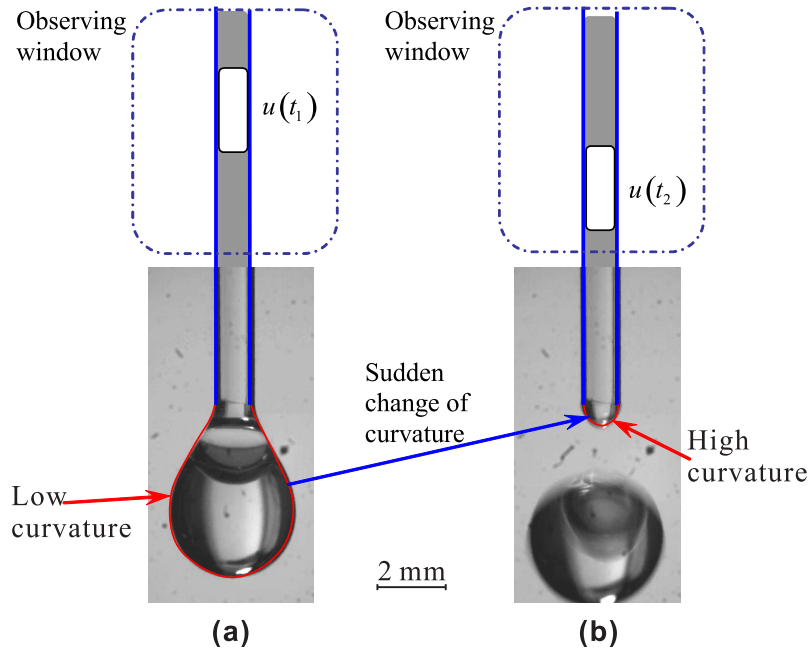 Observing
window
u(t₁)
Observing
window
u(t₂)
Sudden
change of
curvature
Low
curvature
High
curvature
2 mm
(a)
(b)